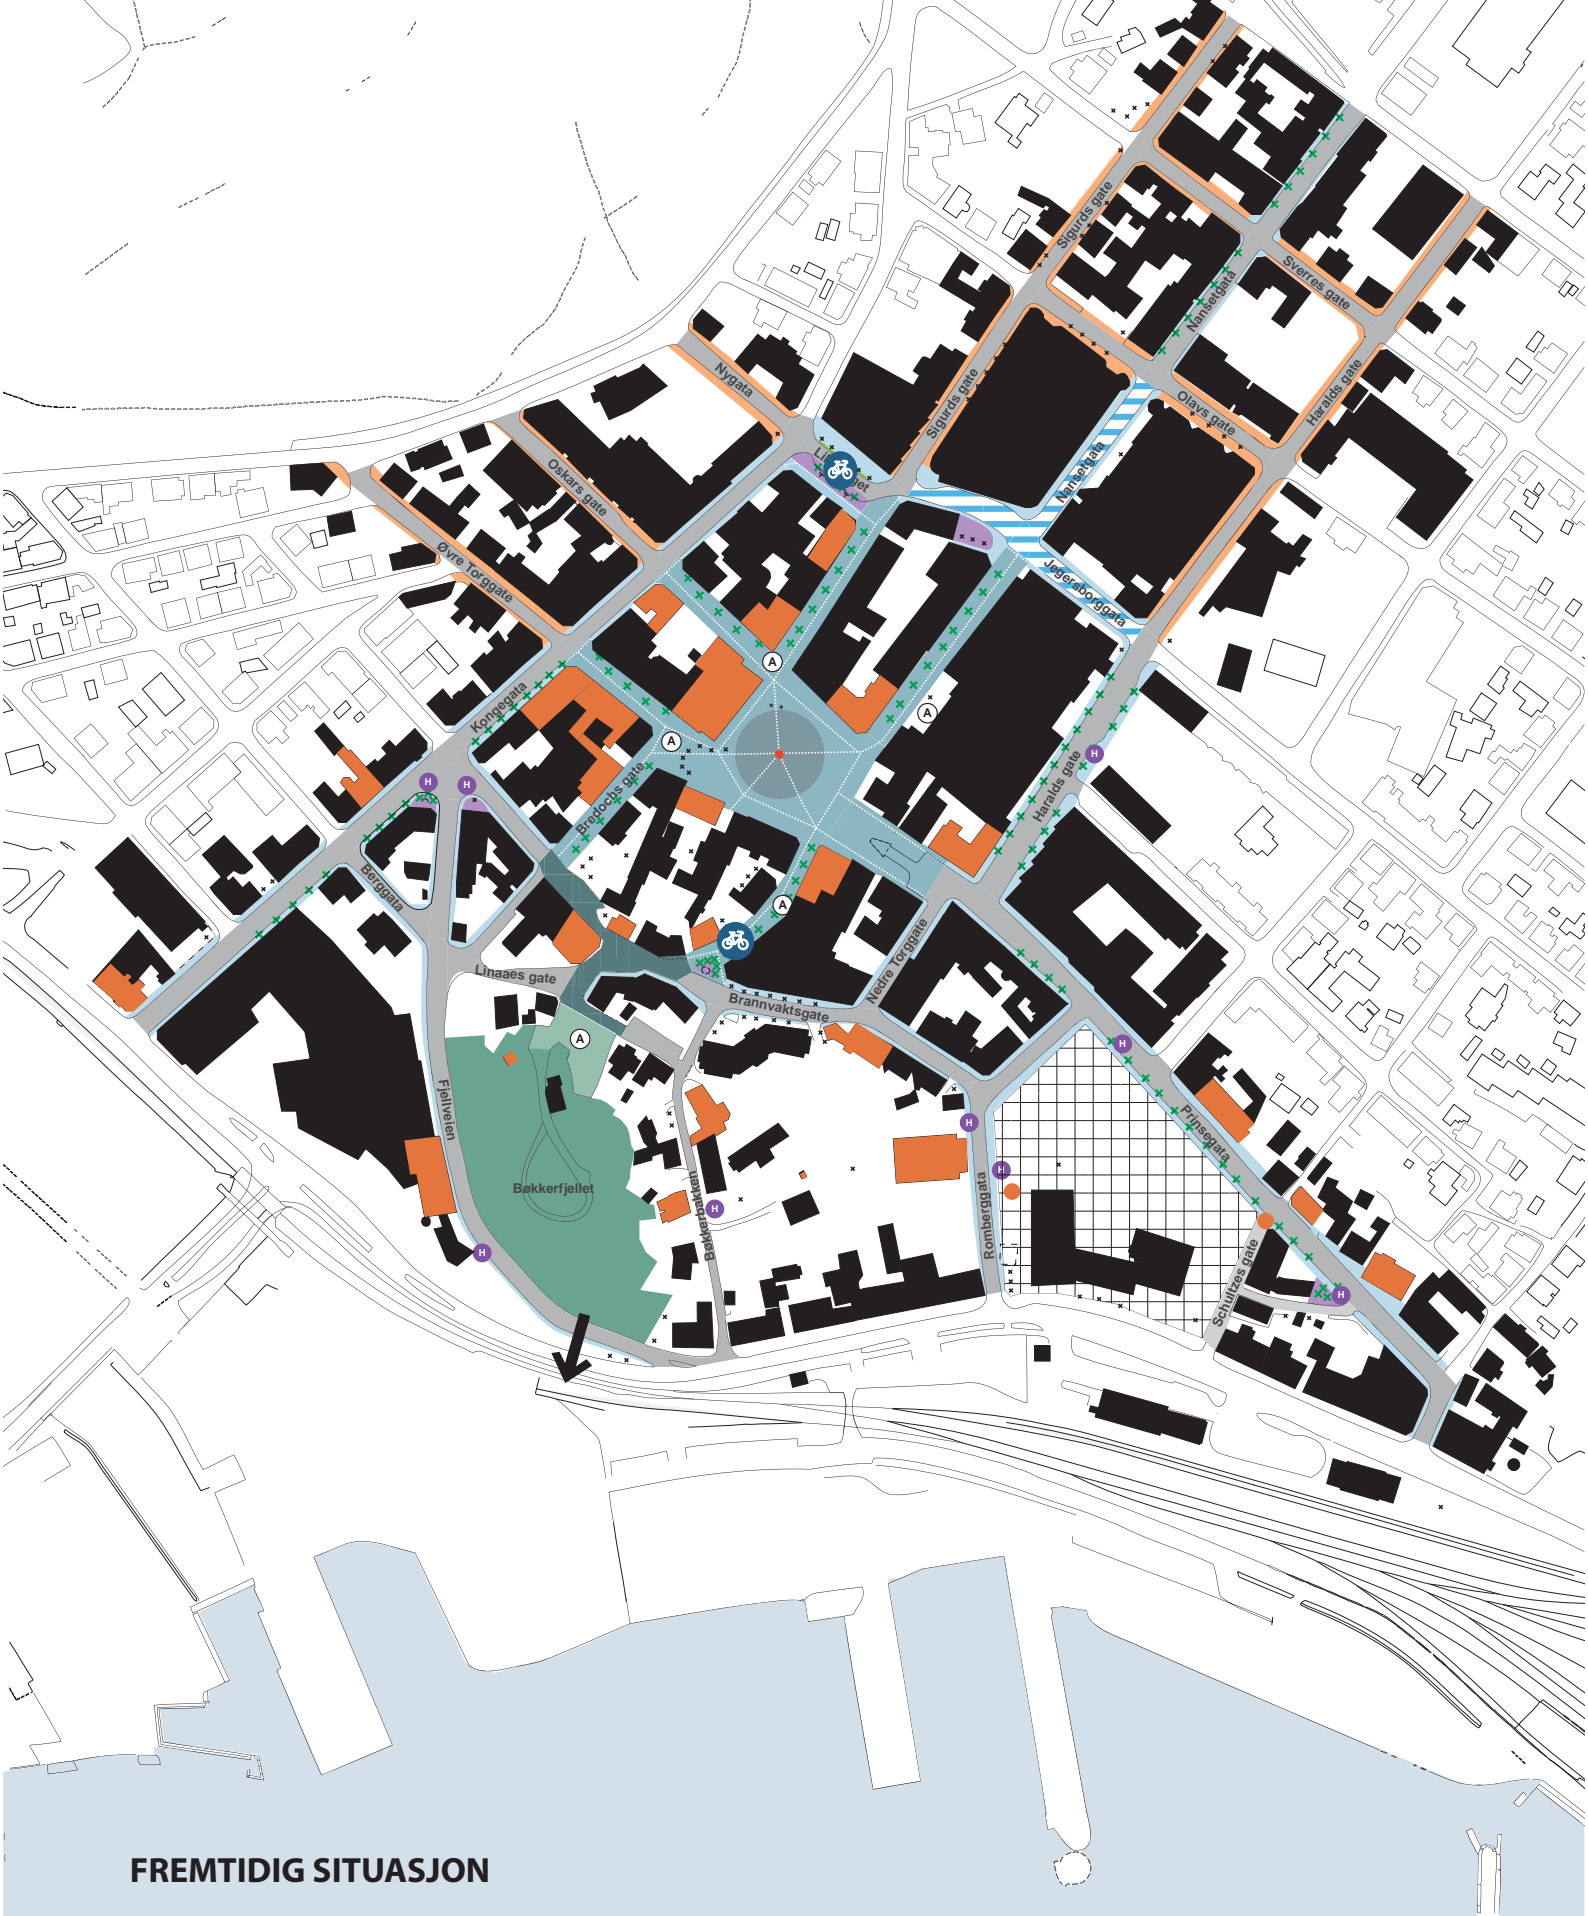 Sigurds gate
Sverres gate
Nansetgata
Nygata
Haralds gate
Sigurds gate
Olavs gate
Nansetgata
Oskars gate
Øvre Torggate
Jegersborggata
A
Kongegata
A
A
H
H
H
Bredochs gate
Haralds gate
Berggata
A
Nedre Torggate
Linaaes gate
Brannvaktsgate
A
H
Fjellveien
H
Prinsegata
H
Bøkkerfjellet
Bøkkerbakken
H
Romberggata
H
Schultzes gate
H
FREMTIDIG SITUASJON